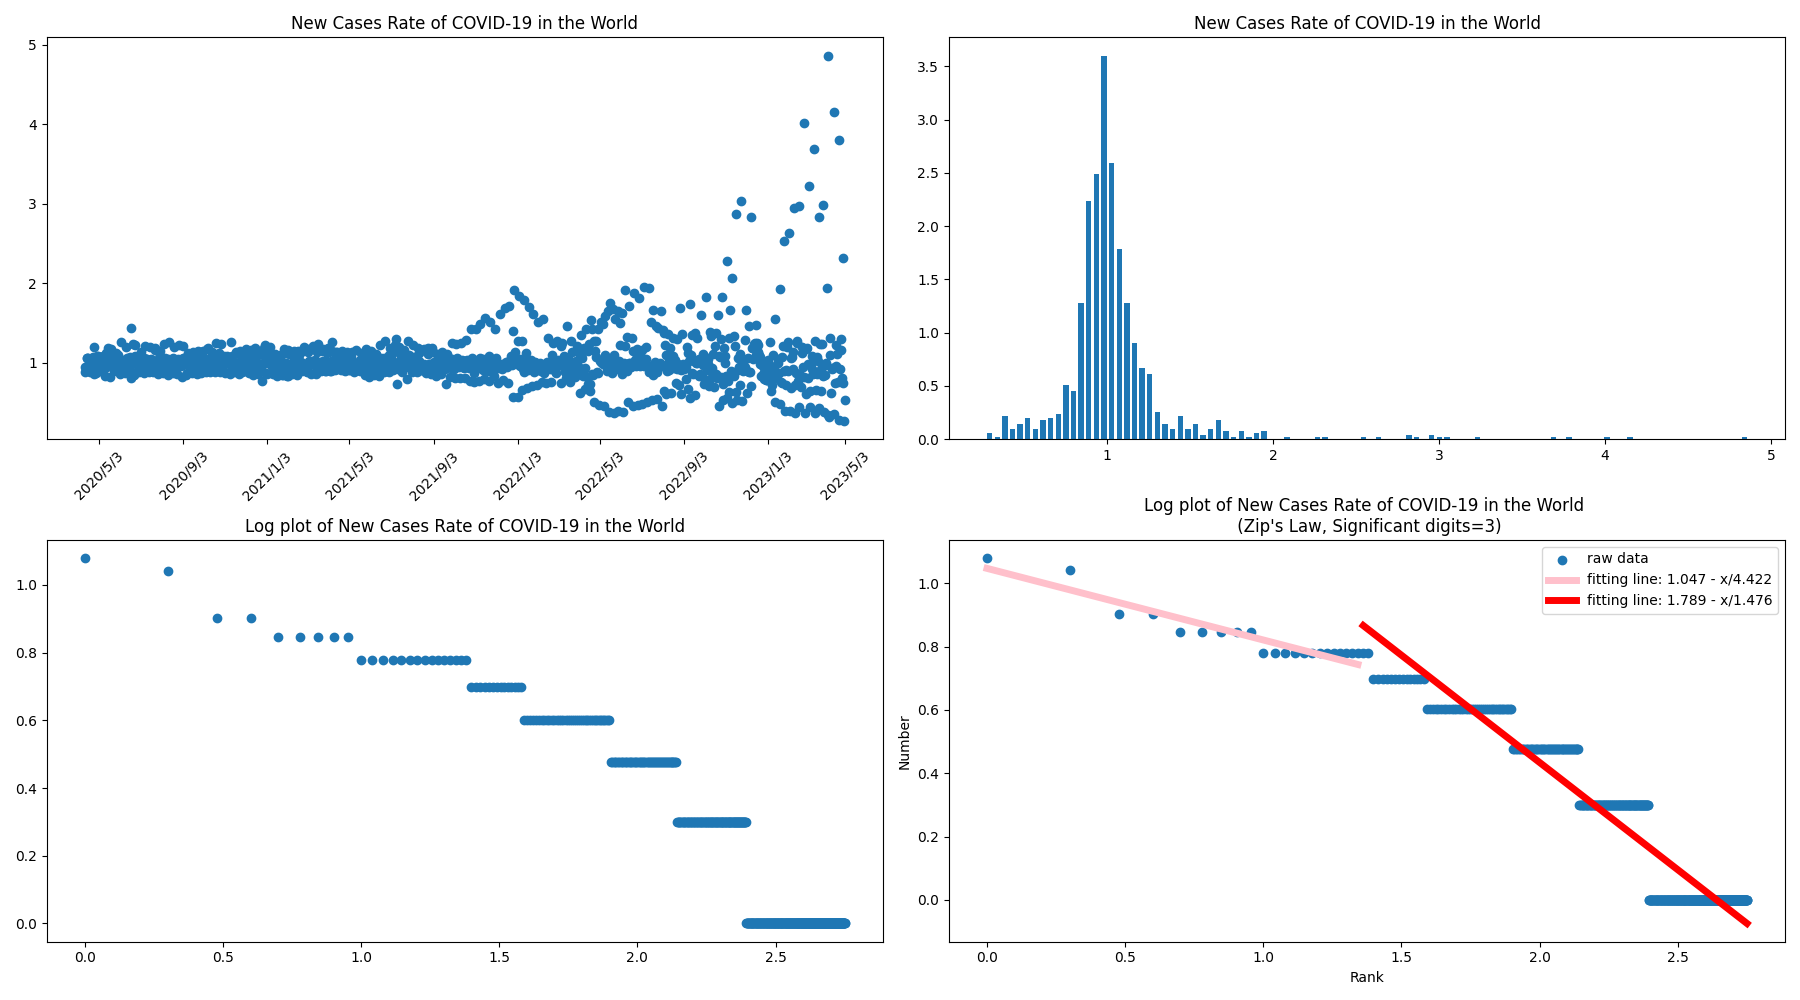 New Cases Rate of COVID-19 in the World
5
4
3
2
1
2020/5/3
2020/9/3
2021/1/3
2021/5/3
2021/9/3
2022/1/3
2022/5/3
2022/9/3
2023/1/3
2023/5/3
New Cases Rate of COVID-19 in the World
3.5
3.0
2.5
2.0
1.5
1.0
0.5
0.0
1 2 3 4 5
Log plot of New Cases Rate of COVID-19 in the World
1.0
0.8
0.6
0.4
0.2
0.0
0.0 0.5 1.0 1.5 2.0 2.5
Log plot of New Cases Rate of COVID-19 in the World
(Zip's Law, Significant digits=3)
raw data
fitting line: 1.047 - x/4.422
fitting line: 1.789 - x/1.476
Number
1.0
0.8
0.6
0.4
0.2
0.0
0.0 0.5 1.0 1.5 2.0 2.5
Rank